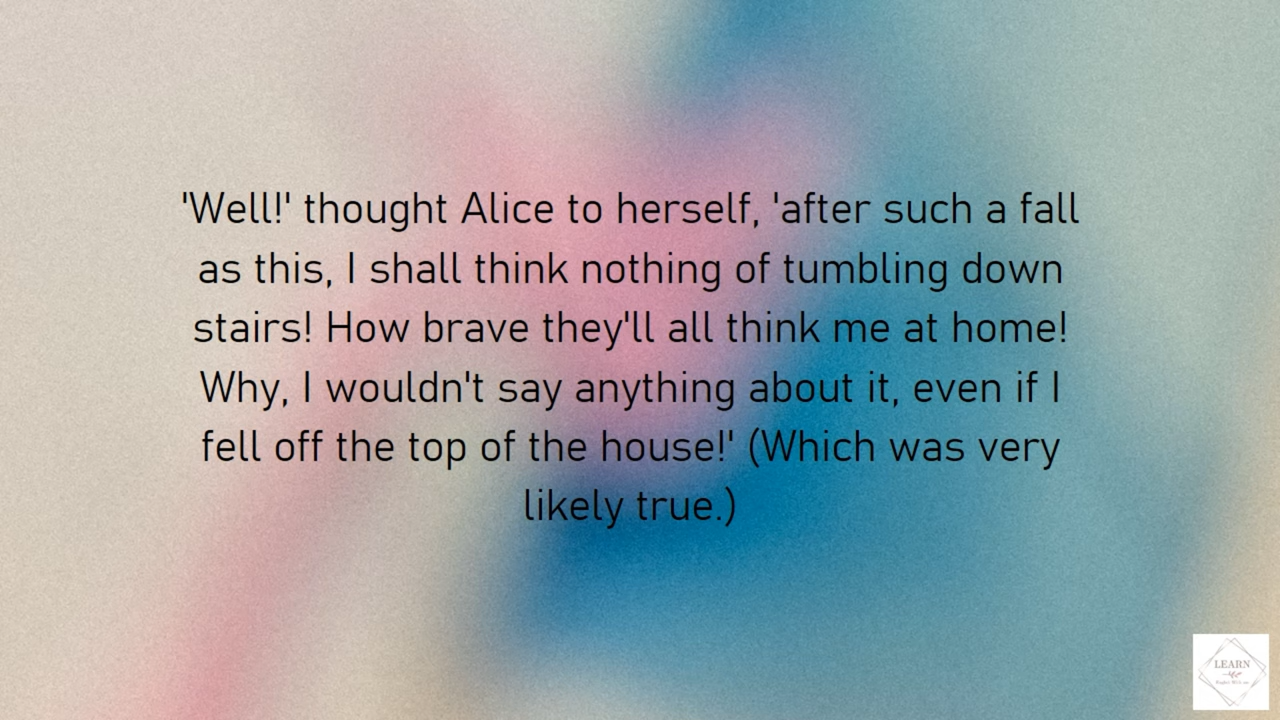 'Well!' thought Alice to herself, 'after such a fall
as this, I shall think nothing of tumbling down
stairs! How brave they'll all think me at home!
Why, I wouldn't say anything about it, even if I
fell off the top of the house!' (Which was very
likely true.)
LEARN